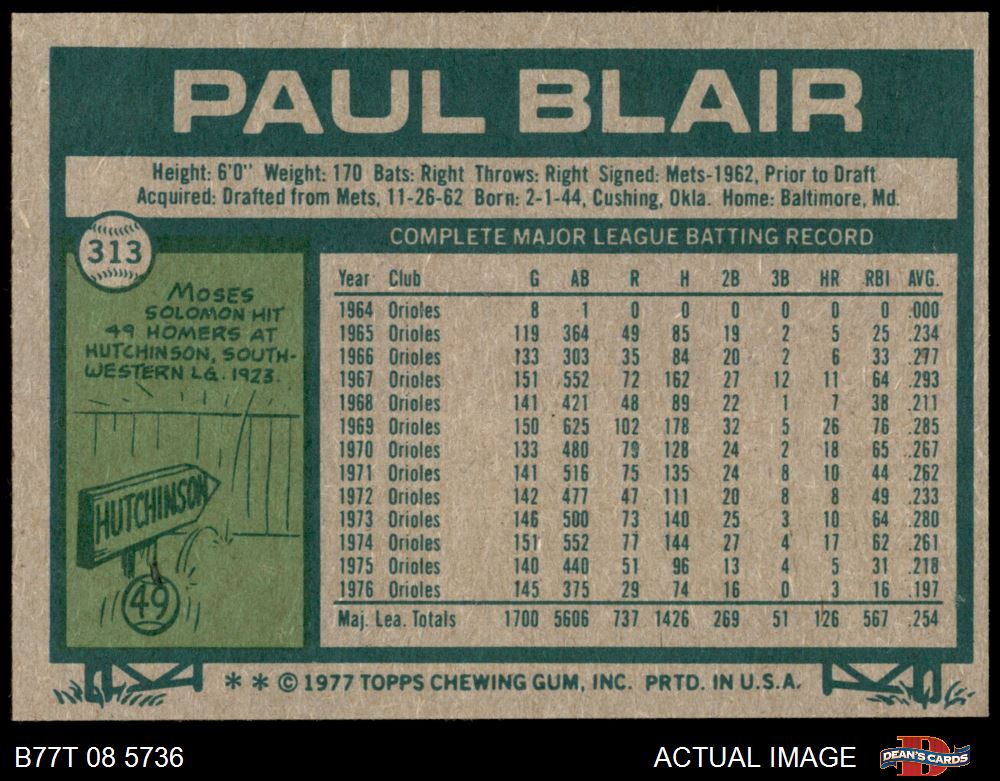 PAUL BLAIR
Height: 6'0" Weight: 170 Bats: Right Throws: Right Signed: Mets-1962, Prior to Draft
Acquired: Drafted from Mets, 11-26-62 Born: 2-1-44, Cushing, Okla. Home: Baltimore, Md.
313
MOSES
SOLOMON HIT
49 HOMERS AT
HUTCHINSON, SOUTH-
WESTERN LG. 1923.
HUTCHINSON
49
COMPLETE MAJOR LEAGUE BATTING RECORD
Year Club G AB R H 2B 3B HR RBI AVG.
1964 Orioles 8 1 0 0 0 0 0 0 .000
1965 Orioles 119 364 49 85 19 2 5 25 .234
1966 Orioles 133 303 35 84 20 2 6 33 .277
1967 Orioles 151 552 72 162 27 12 11 64 .293
1968 Orioles 141 421 48 89 22 1 7 38 .211
1969 Orioles 150 625 102 178 32 5 26 76 .285
1970 Orioles 133 480 79 128 24 2 18 65 .267
1971 Orioles 141 516 75 135 24 8 10 44 .262
1972 Orioles 142 477 47 111 20 8 8 49 .233
1973 Orioles 146 500 73 140 25 3 10 64 .280
1974 Orioles 151 552 77 144 27 4 17 62 .261
1975 Orioles 140 440 51 96 13 4 5 31 .218
1976 Orioles 145 375 29 74 16 0 3 16 .197
Maj. Lea. Totals 1700 5606 737 1426 269 51 126 567 .254
* * © 1977 TOPPS CHEWING GUM, INC. PRTD. IN U.S.A.
B77T 08 5736
ACTUAL IMAGE
DEAN'S CARDS